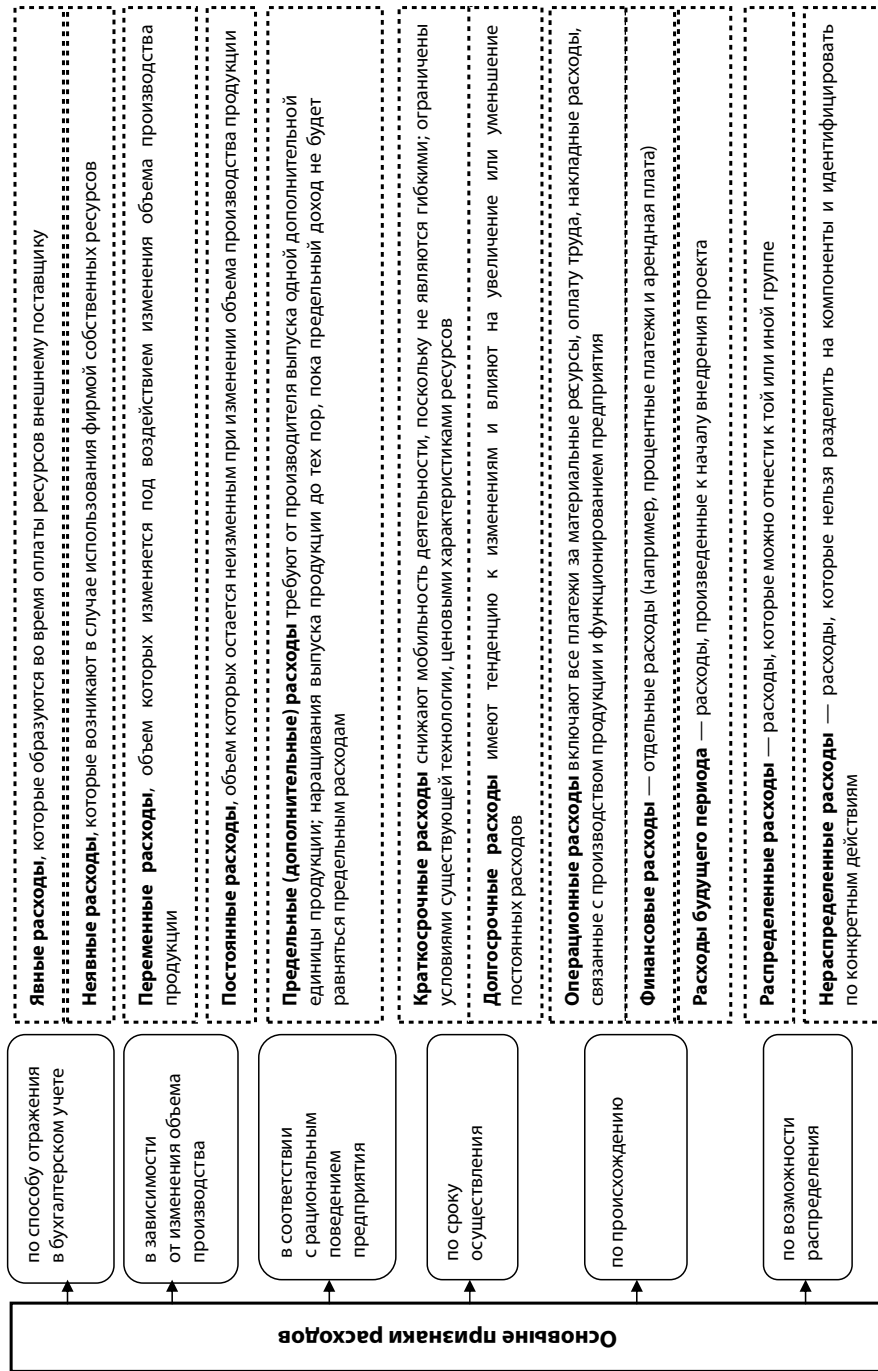 Основыне признаки расходов
по способу отражения
в бухгалтерском учете
Явные расходы, которые образуются во время оплаты ресурсов внешнему поставщику
Неявные расходы, которые возникают в случае использования фирмой собственных ресурсов
в зависимости
от изменения объема
производства
Переменные расходы, объем которых изменяется под воздействием изменения объема производства
продукции
Постоянные расходы, объем которых остается неизменным при изменении объема производства продукции
в соответствии
с рациональным
поведением
предприятия
Предельные (дополнительные) расходы требуют от производителя выпуска одной дополнительной
единицы продукции; наращивания выпуска продукции до тех пор, пока предельный доход не будет
равняться предельным расходам
по сроку
осуществления
Краткосрочные расходы снижают мобильность деятельности, поскольку не являются гибкими; ограничены
условиями существующей технологии, ценовыми характеристиками ресурсов
Долгосрочные расходы имеют тенденцию к изменениям и влияют на увеличение или уменьшение
постоянных расходов
по происхождению
Операционные расходы включают все платежи за материальные ресурсы, оплату труда, накладные расходы,
связанные с производством продукции и функционированием предприятия
Финансовые расходы — отдельные расходы (например, процентные платежи и арендная плата)
Расходы будущего периода — расходы, произведенные к началу внедрения проекта
по возможности
распределения
Распределенные расходы — расходы, которые можно отнести к той или иной группе
Нераспределенные расходы — расходы, которые нельзя разделить на компоненты и идентифицировать
по конкретным действиям